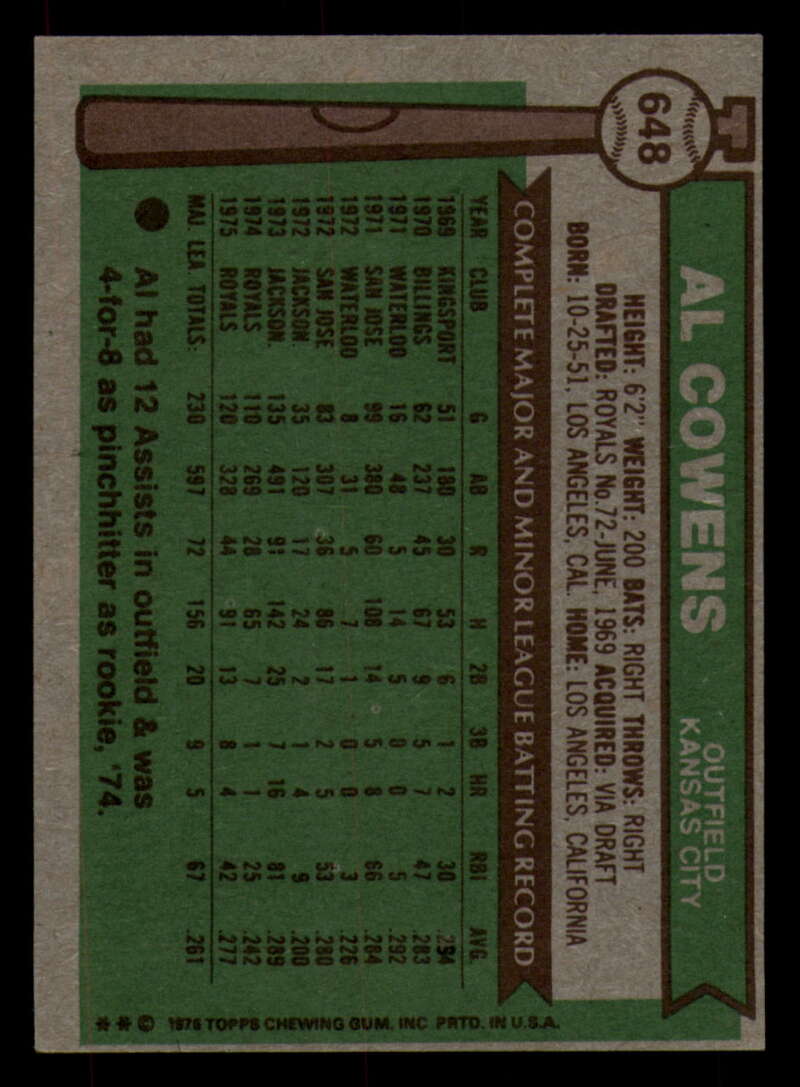 648
AL COWENS
OUTFIELD
KANSAS CITY
HEIGHT: 6'2" WEIGHT: 200 BATS: RIGHT THROWS: RIGHT
DRAFTED: ROYALS No.72-JUNE, 1969 ACQUIRED: VIA DRAFT
BORN: 10-25-51, LOS ANGELES, CAL. HOME: LOS ANGELES, CALIFORNIA
COMPLETE MAJOR AND MINOR LEAGUE BATTING RECORD
YEAR CLUB G AB R H 2B 3B HR RBI AVG.
1969 KINGSPORT 51 180 30 53 6 1 2 30 .294
1970 BILLINGS 62 237 45 67 9 5 7 47 .283
1971 WATERLOO 16 48 5 14 5 0 0 5 .292
1971 SAN JOSE 99 380 60 108 14 5 8 66 .284
1972 WATERLOO 8 31 5 7 1 0 0 3 .226
1972 SAN JOSE 83 307 36 86 17 2 5 53 .280
1972 JACKSON. 35 120 17 24 2 1 4 9 .200
1973 JACKSON. 135 491 91 142 25 7 16 81 .289
1974 ROYALS 110 269 28 65 7 1 1 25 .242
1975 ROYALS 120 328 44 91 13 8 4 42 .277
MAJ. LEA. TOTALS: 230 597 72 156 20 9 5 67 .261
Al had 12 Assists in outfield & was
4-for-8 as pinchhitter as rookie, '74.
** © 1976 TOPPS CHEWING GUM, INC. PRTD. IN U.S.A.